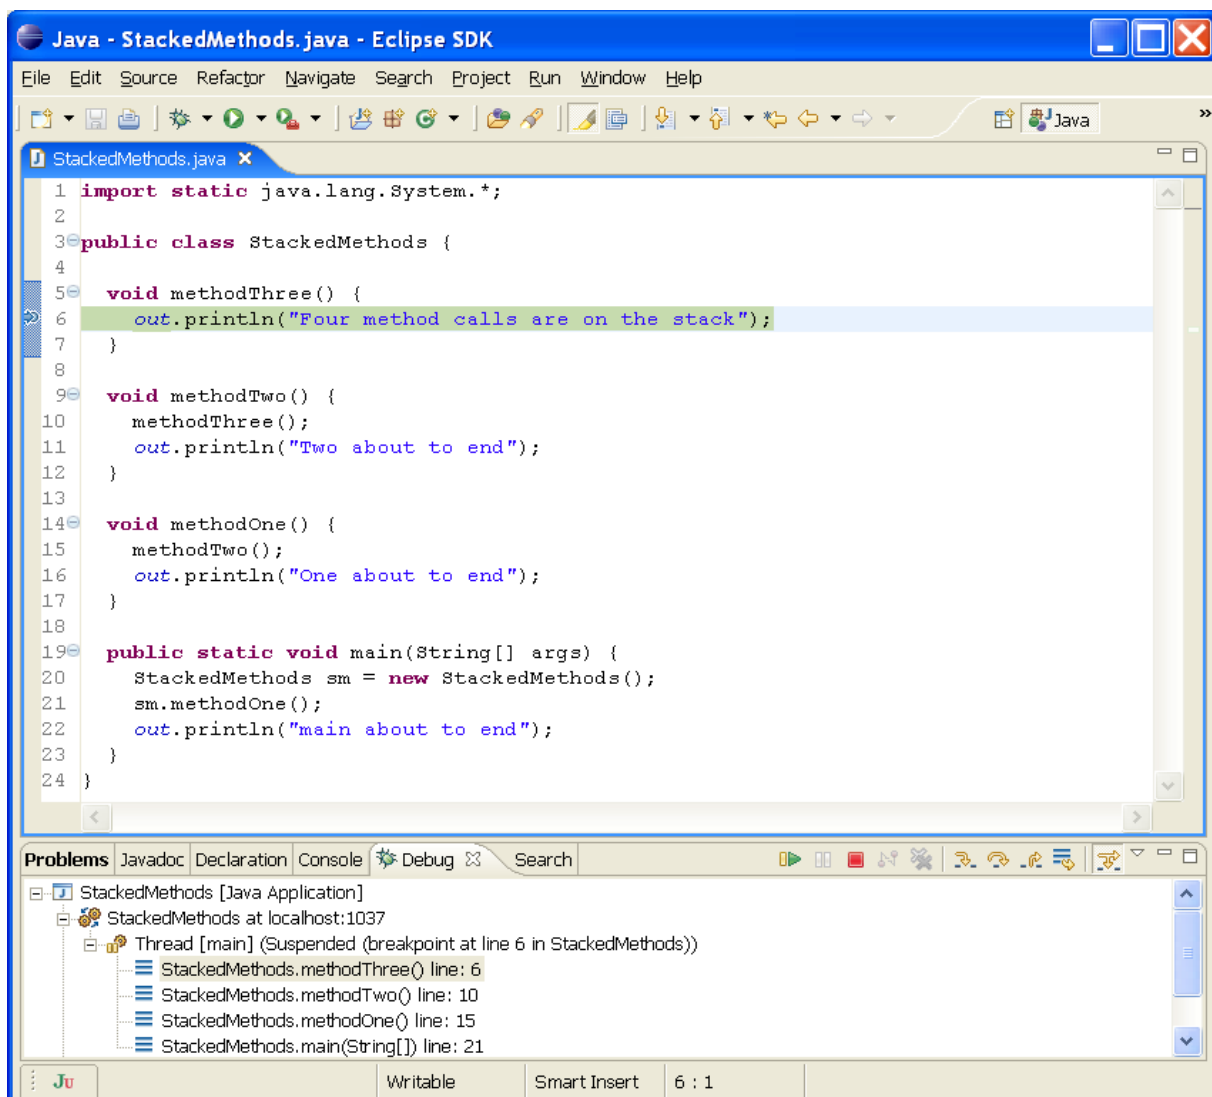 Java - StackedMethods.java - Eclipse SDK
File Edit Source Refactor Navigate Search Project Run Window Help
Java »
StackedMethods.java
1 import static java.lang.System.*;
2
3 public class StackedMethods {
4
5 void methodThree() {
6 out.println("Four method calls are on the stack");
7 }
8
9 void methodTwo() {
10 methodThree();
11 out.println("Two about to end");
12 }
13
14 void methodOne() {
15 methodTwo();
16 out.println("One about to end");
17 }
18
19 public static void main(String[] args) {
20 StackedMethods sm = new StackedMethods();
21 sm.methodOne();
22 out.println("main about to end");
23 }
24 }
Problems Javadoc Declaration Console Debug Search
StackedMethods [Java Application]
StackedMethods at localhost:1037
Thread [main] (Suspended (breakpoint at line 6 in StackedMethods))
StackedMethods.methodThree() line: 6
StackedMethods.methodTwo() line: 10
StackedMethods.methodOne() line: 15
StackedMethods.main(String[]) line: 21
Ju Writable Smart Insert 6 : 1